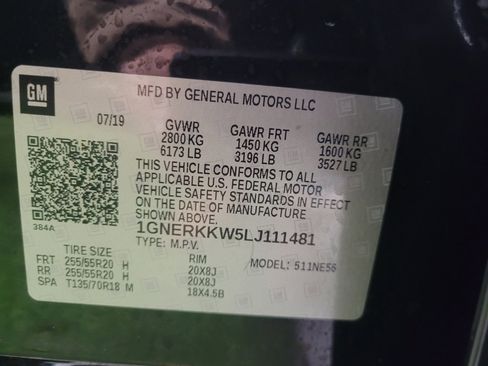 GM
MFD BY GENERAL MOTORS LLC
07/19 GVWR GAWR FRT GAWR RR
2800 KG 1450 KG 1600 KG
6173 LB 3196 LB 3527 LB
THIS VEHICLE CONFORMS TO ALL
APPLICABLE U.S. FEDERAL MOTOR
VEHICLE SAFETY STANDARDS IN EFFECT
ON THE DATE OF MANUFACTURE
SHOWN ABOVE.
384A
1GNERKKW5LJ111481
TYPE: M.P.V. MODEL: 511NE56
TIRE SIZE RIM
FRT 255/55R20 H 20X8J
RR 255/55R20 H 20X8J
SPA T135/70R18 M 18X4.5B